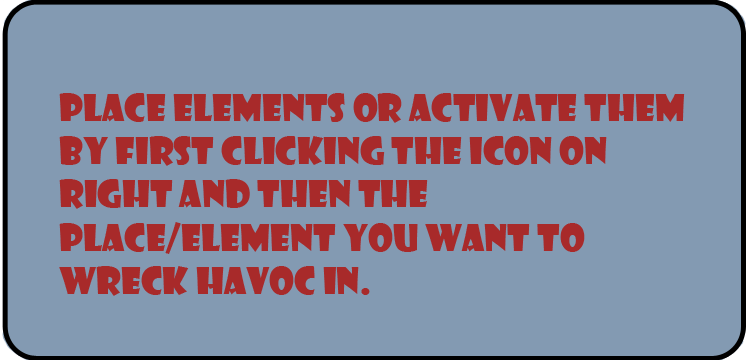 PLACE ELEMENTS OR ACTIVATE THEM
BY FIRST CLICKING THE ICON ON
RIGHT AND THEN THE
PLACE/ELEMENT YOU WANT TO
WRECK HAVOC IN.